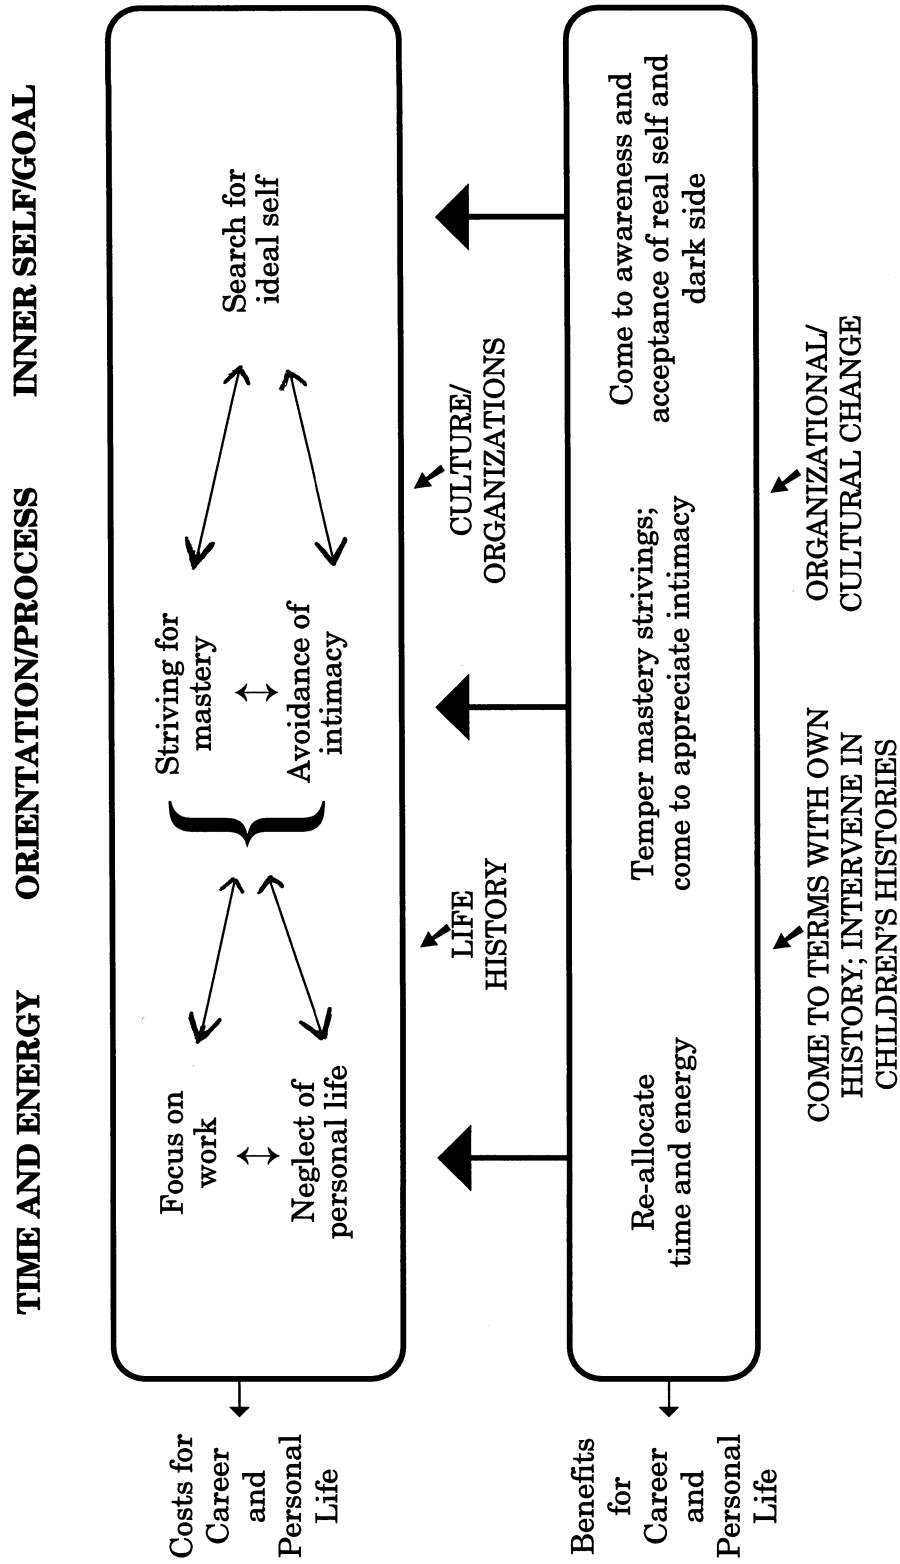 TIME AND ENERGY
ORIENTATION/PROCESS
INNER SELF/GOAL
Costs for
Career
and
Personal
Life
Focus on
work
Neglect of
personal life
Striving for
mastery
Avoidance of
intimacy
Search for
ideal self
LIFE
HISTORY
CULTURE/
ORGANIZATIONS
Benefits
for
Career
and
Personal
Life
Re-allocate
time and energy
Temper mastery strivings;
come to appreciate intimacy
Come to awareness and
acceptance of real self and
dark side
COME TO TERMS WITH OWN
HISTORY; INTERVENE IN
CHILDREN'S HISTORIES
ORGANIZATIONAL/
CULTURAL CHANGE